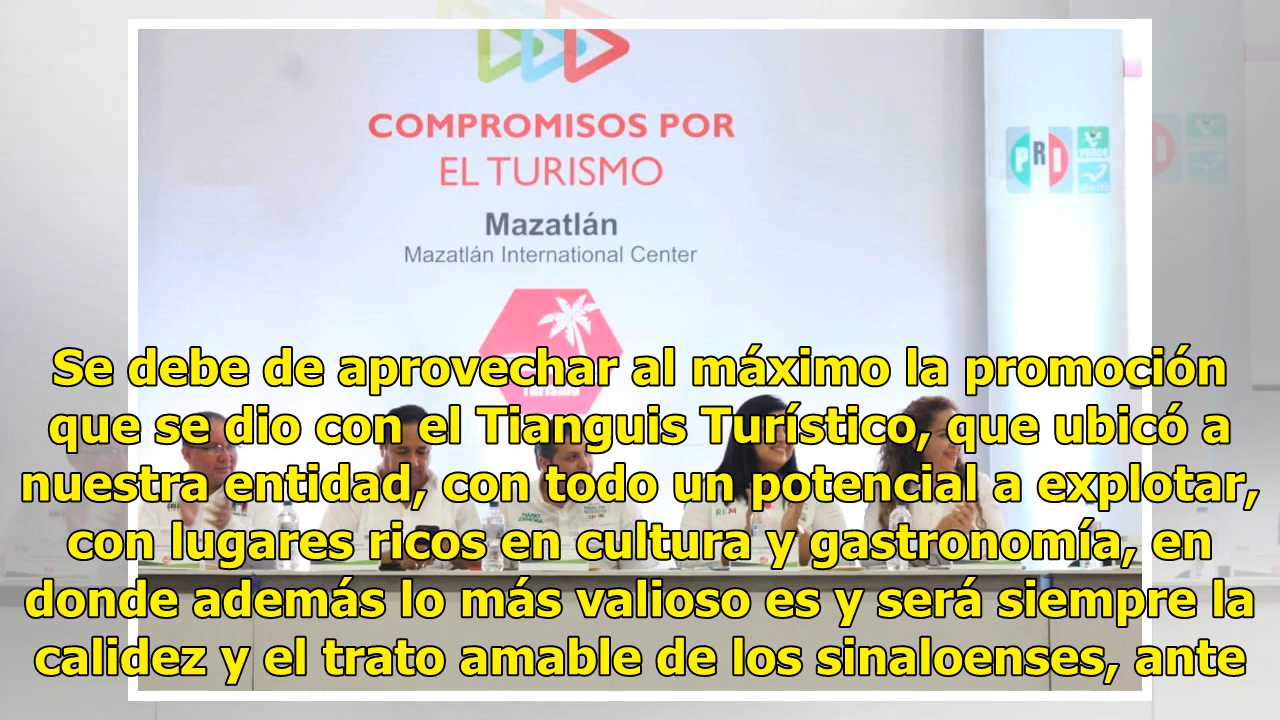 COMPROMISOS POR
EL TURISMO
Mazatlán
Mazatlán International Center
PRI
VERDE
alianza
Turismo
Se debe de aprovechar al máximo la promoción
que se dio con el Tianguis Turístico, que ubicó a
nuestra entidad, con todo un potencial a explotar,
con lugares ricos en cultura y gastronomía, en
donde además lo más valioso es y será siempre la
calidez y el trato amable de los sinaloenses, ante